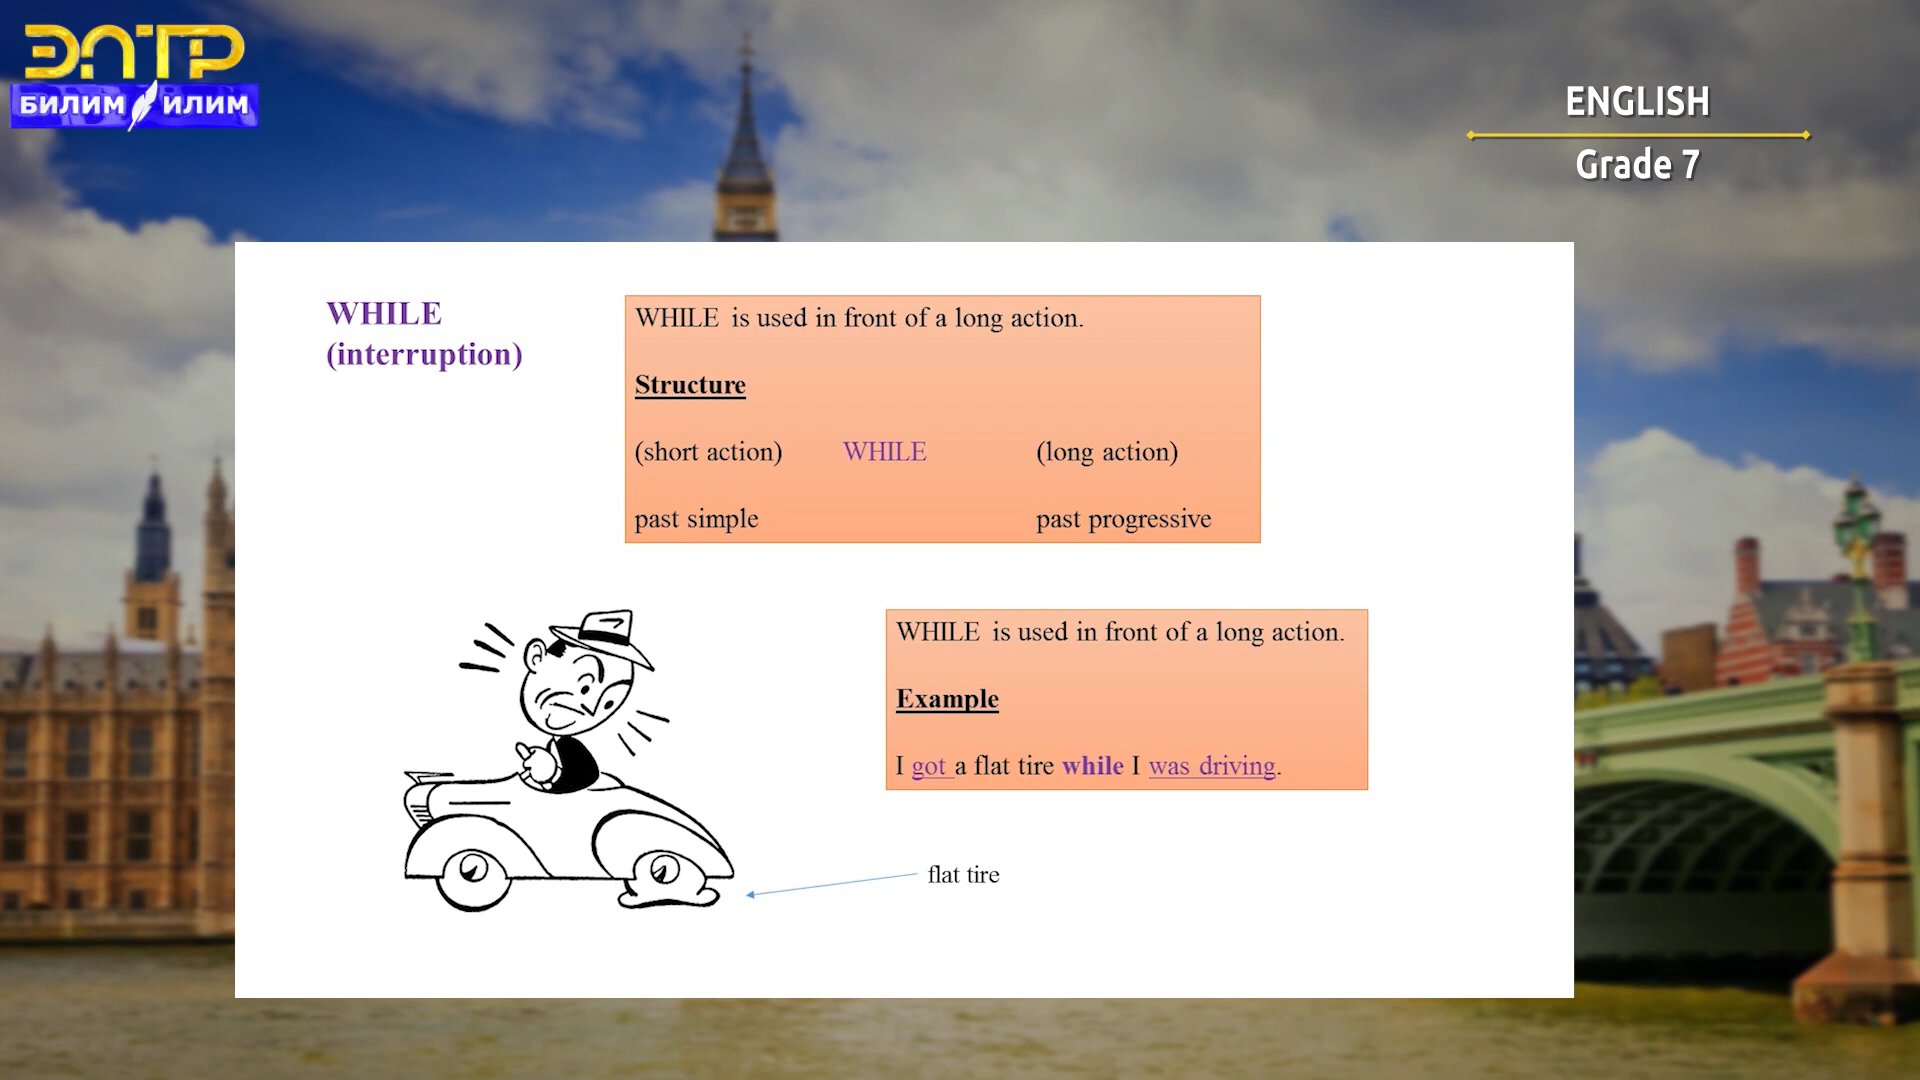 ЭЛТР
БИЛИМ ИЛИМ
ENGLISH
Grade 7
WHILE
(interruption)
WHILE is used in front of a long action.
Structure
(short action) WHILE (long action)
past simple past progressive
WHILE is used in front of a long action.
Example
I got a flat tire while I was driving.
flat tire